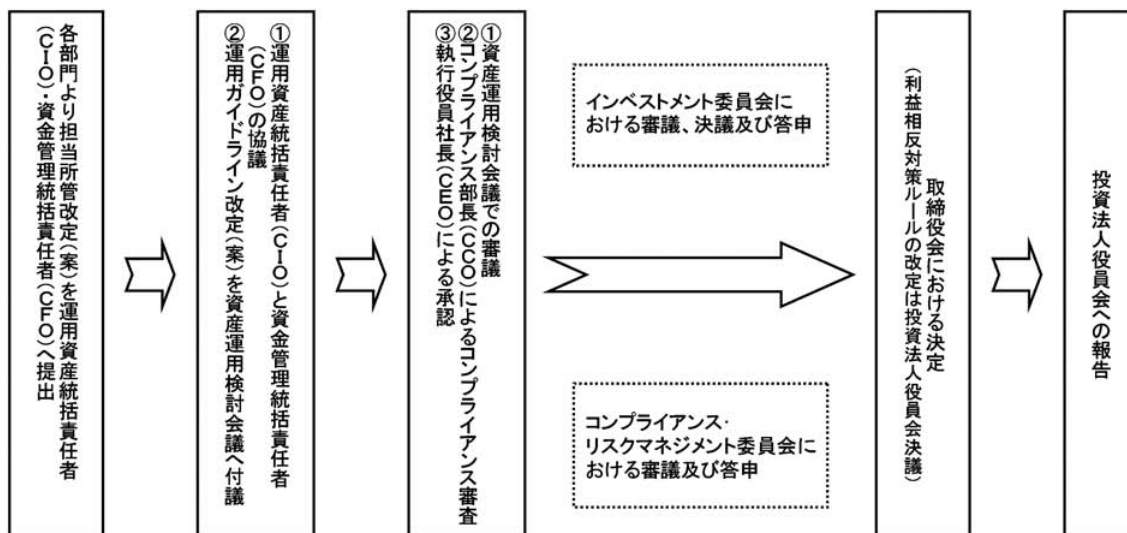 各部門より担当所管改定(案)を運用資産統括責任者
(CIO)・資金管理統括責任者(CFO)へ提出
①運用資産統括責任者(CIO)と資金管理統括責任者
(CFO)の協議
②運用ガイドライン改定(案)を資産運用検討会議へ付議
①資産運用検討会議での審議
②コンプライアンス部長(CCO)によるコンプライアンス審査
③執行役員社長(CEO)による承認
インベストメント委員会に
おける審議、決議及び答申
コンプライアンス・
リスクマネジメント委員会に
おける審議及び答申
取締役会における決定
(利益相反対策ルールの改定は投資法人役員会決議)
投資法人役員会への報告